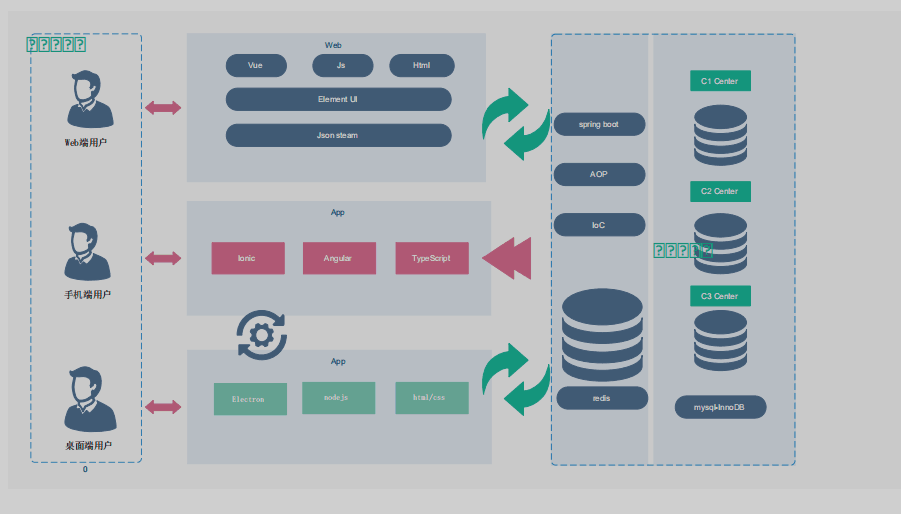 Web
Vue
Js
Html
Element UI
Json steam
Web端用户
App
Ionic
Angular
TypeScript
手机端用户
App
Electron
nodejs
html/css
桌面端用户
0
spring boot
AOP
IoC
redis
C1 Center
C2 Center
C3 Center
mysql-InnoDB